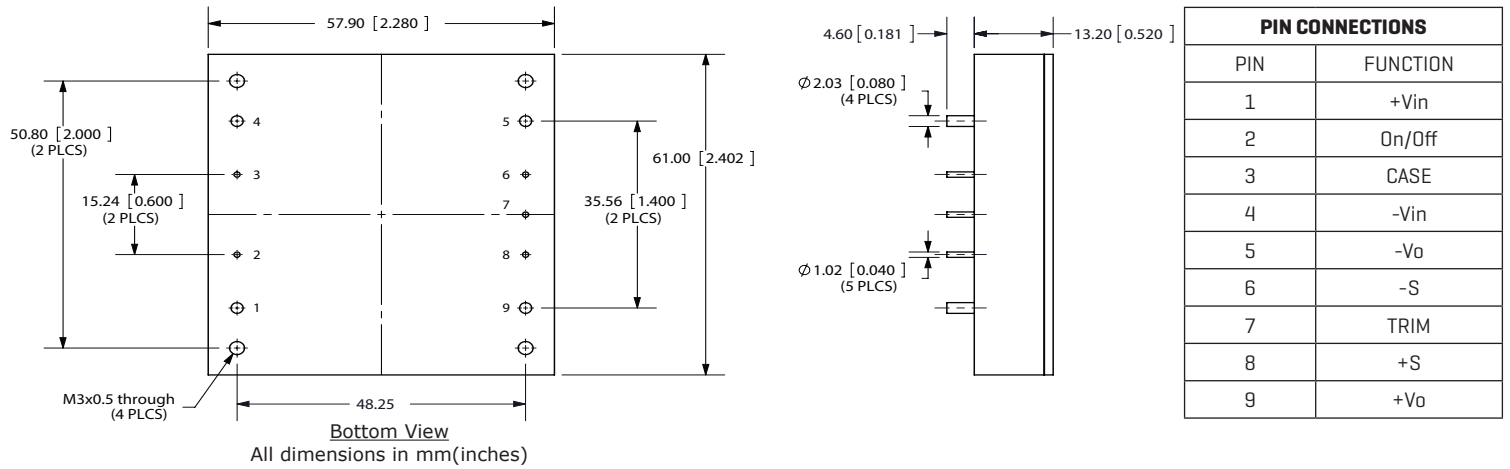 57.90 [2.280]
50.80 [2.000]
(2 PLCS)
15.24 [0.600]
(2 PLCS)
4
3
2
1
5
6
7
8
9
35.56 [1.400]
(2 PLCS)
61.00 [2.402]
M3x0.5 through
(4 PLCS)
48.25
Bottom View
All dimensions in mm(inches)
4.60 [0.181]
13.20 [0.520]
Ø2.03 [0.080]
(4 PLCS)
Ø1.02 [0.040]
(5 PLCS)
PIN CONNECTIONS
PIN FUNCTION
1 +Vin
2 On/Off
3 CASE
4 -Vin
5 -Vo
6 -S
7 TRIM
8 +S
9 +Vo